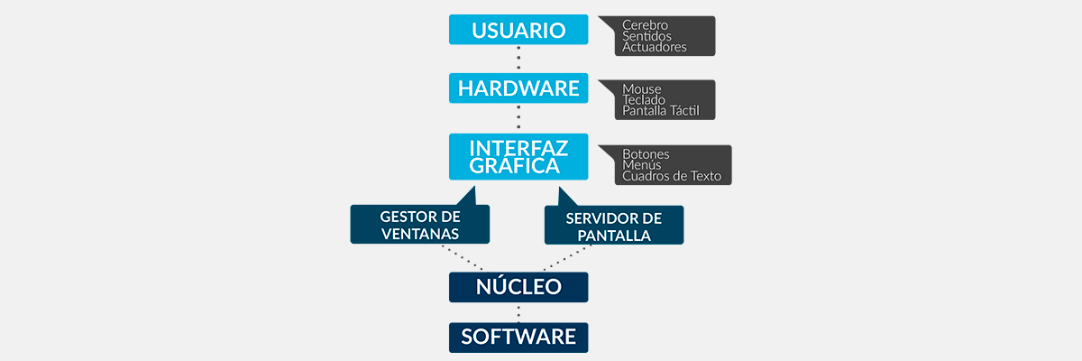 USUARIO
Cerebro
Sentidos
Actuadores
HARDWARE
Mouse
Teclado
Pantalla Táctil
INTERFAZ
GRÁFICA
Botones
Menús
Cuadros de Texto
GESTOR DE
VENTANAS
SERVIDOR DE
PANTALLA
NÚCLEO
SOFTWARE